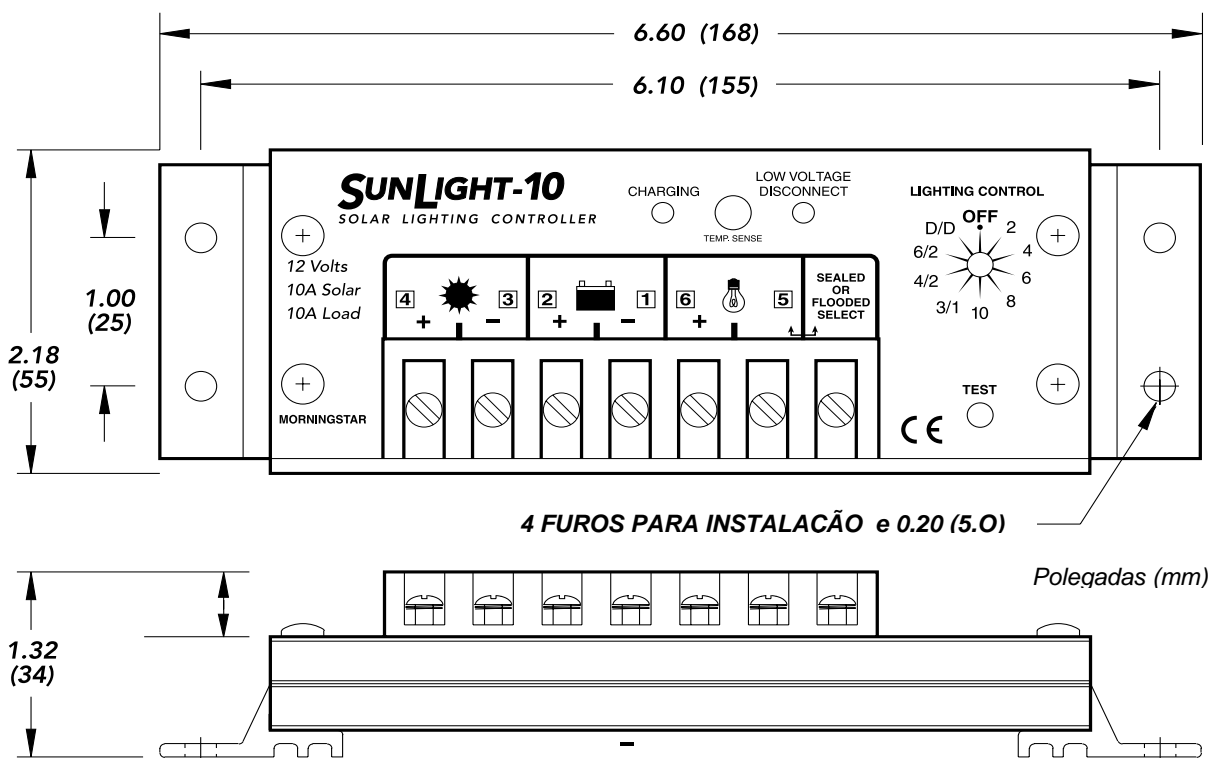 6.60 (168)
6.10 (155)
SUNLIGHT-10
SOLAR LIGHTING CONTROLLER
CHARGING
TEMP. SENSE
LOW VOLTAGE
DISCONNECT
LIGHTING CONTROL
OFF
D/D
2
6/2
4
4/2
6
3/1
10
8
12 Volts
10A Solar
10A Load
4
3
2
1
6
5
+ −
+ −
+
SEALED
OR
FLOODED
SELECT
1.00
(25)
2.18
(55)
MORNINGSTAR
TEST
CE
4 FUROS PARA INSTALAÇÃO e 0.20 (5.O)
Polegadas (mm)
1.32
(34)
-